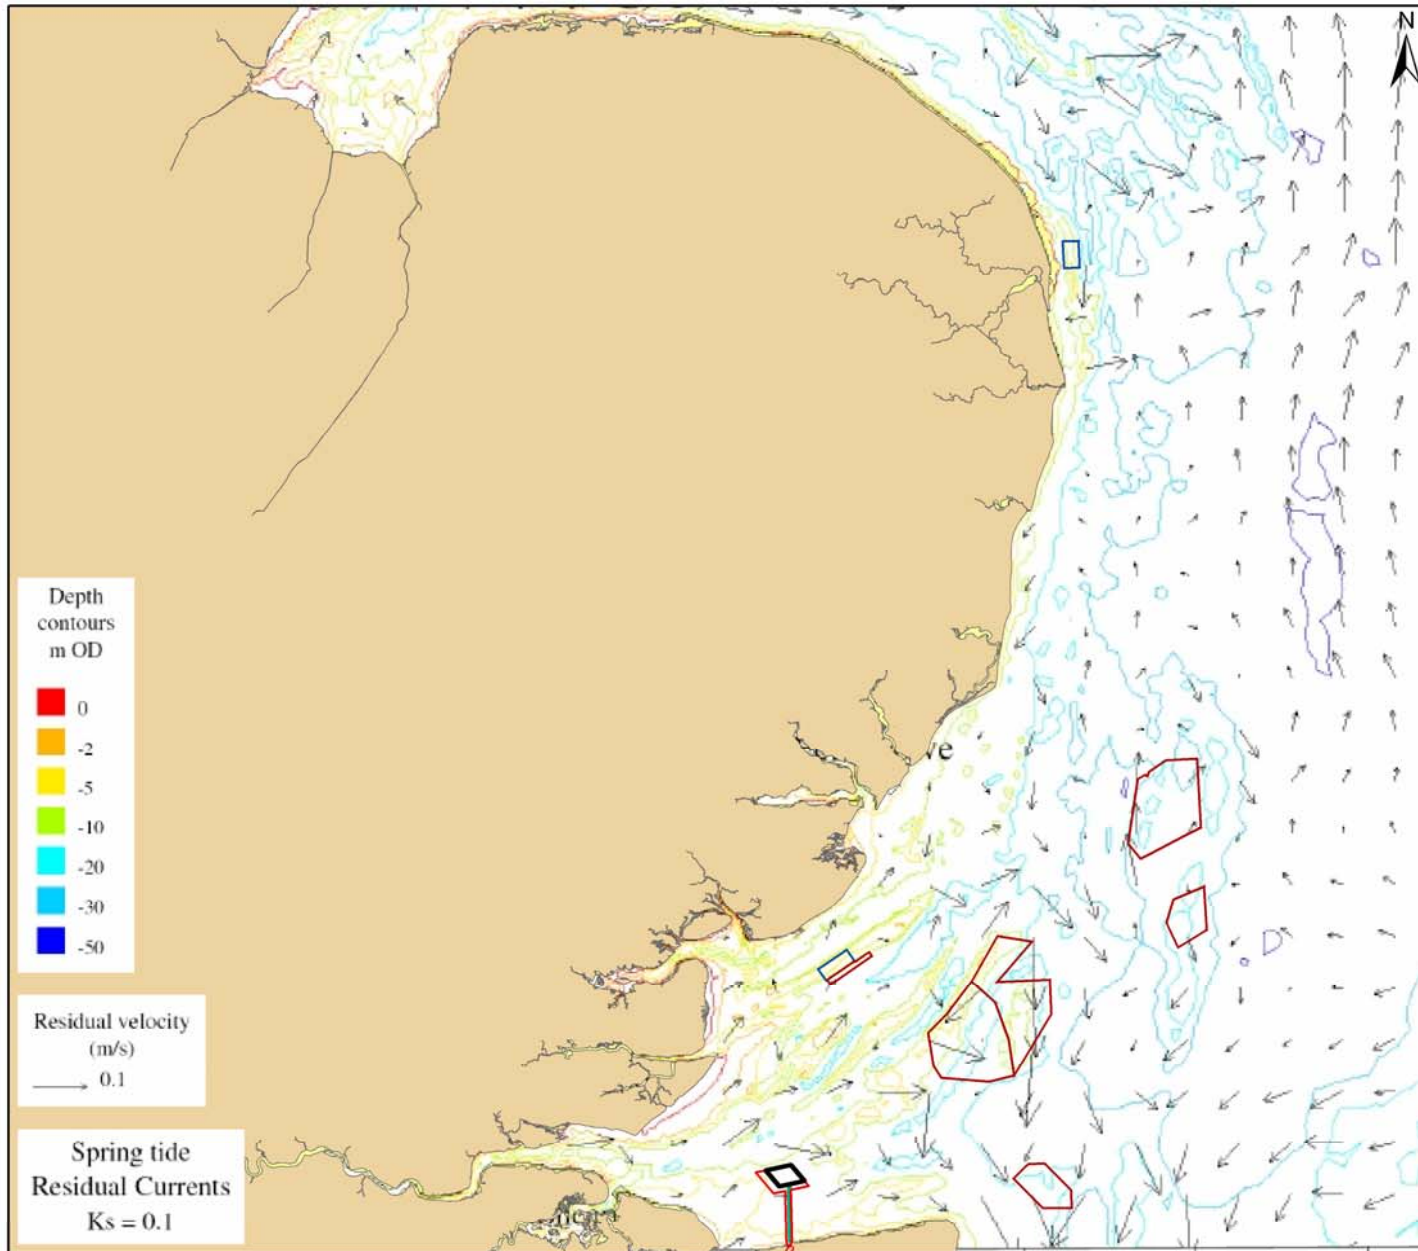 N
Depth
contours
m OD
0
-2
-5
-10
-20
-30
-50
ve
Residual velocity
(m/s)
0.1
Spring tide
Residual Currents
Ks = 0.1